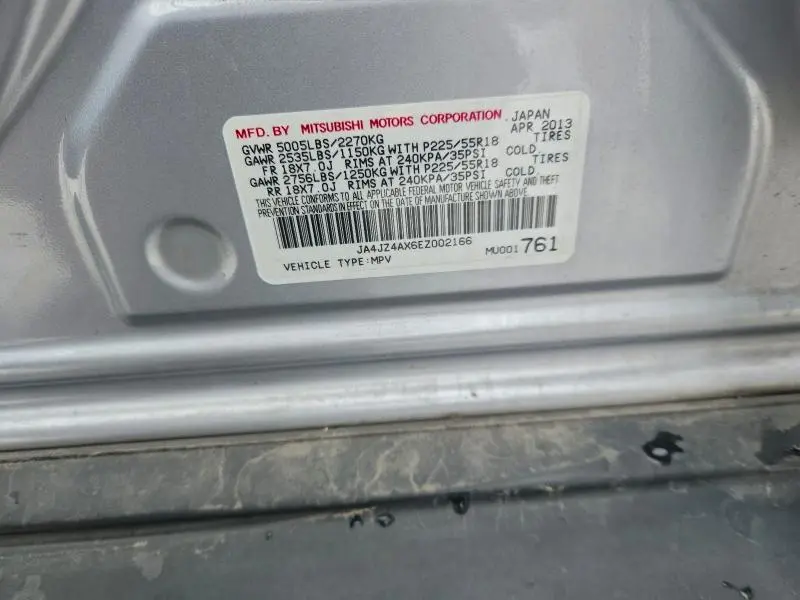 MFD. BY MITSUBISHI MOTORS CORPORATION, JAPAN
GVWR 5005LBS/2270KG APR 2013
GAWR 2535LBS/1150KG WITH P225/55R18 TIRES
FR 18X7.0J RIMS AT 240KPA/35PSI COLD
GAWR 2756LBS/1250KG WITH P225/55R18 TIRES
RR 18X7.0J RIMS AT 240KPA/35PSI COLD.
THIS VEHICLE CONFORMS TO ALL APPLICABLE FEDERAL MOTOR VEHICLE SAFETY AND THEFT
PREVENTION STANDARDS IN EFFECT ON THE DATE OF MANUFACTURE SHOWN ABOVE.
JA4JZ4AX6EZ002166
VEHICLE TYPE:MPV MU001 761